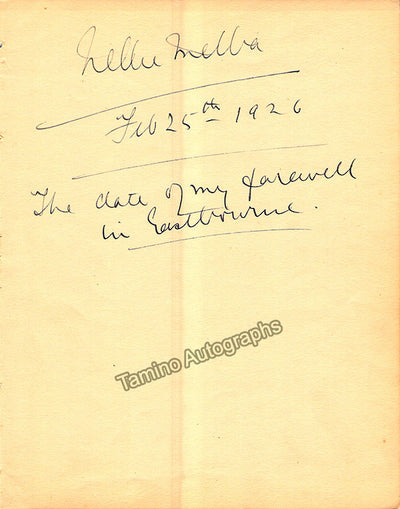 Nellie Melba
Feb 25th 1926
The date of my farewell
in Eastbourne.
Tamino Autographs